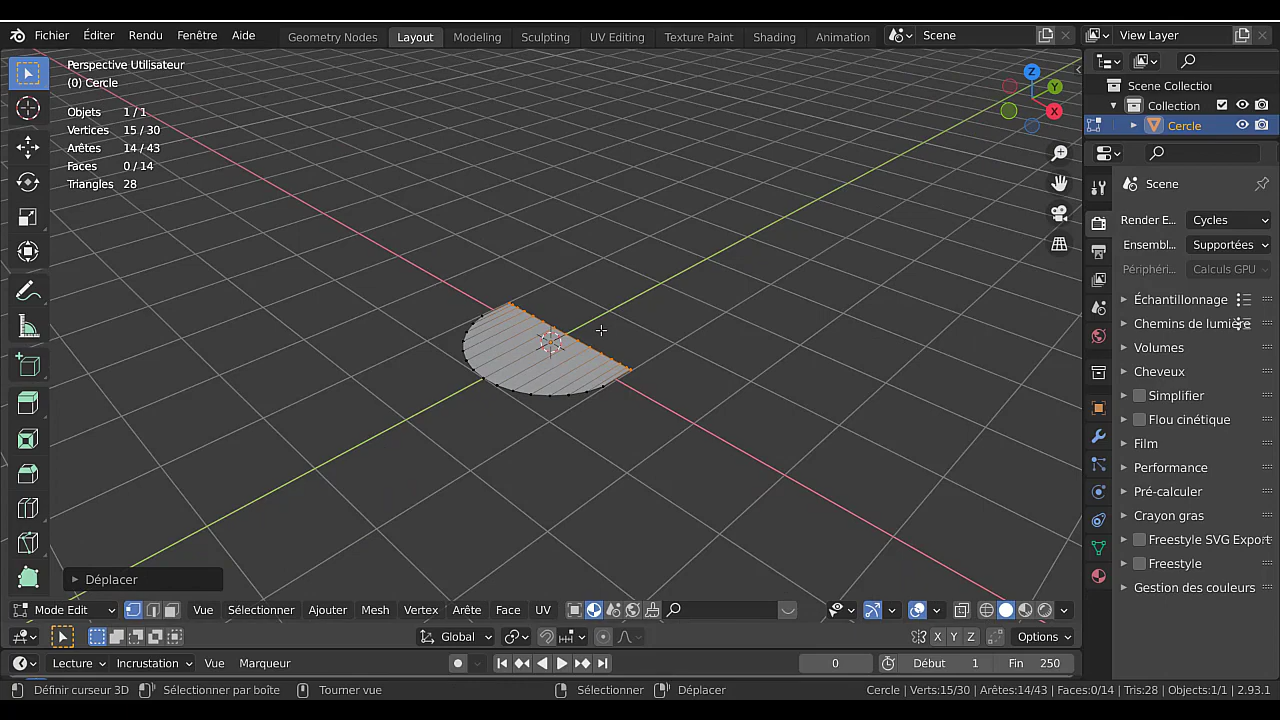 Fichier Éditer Rendu Fenêtre Aide Geometry Nodes Layout Modeling Sculpting UV Editing Texture Paint Shading Animation Scene View Layer
Perspective Utilisateur
(0) Cercle
Objets 1 / 1
Vertices 15 / 30
Arêtes 14 / 43
Faces 0 / 14
Triangles 28
Z
Y
X
Scene Collectio
Collection
Cercle
Scene
Render E... Cycles
Ensembl... Supportées
Périphéri... Calculs GPU
Échantillonnage
Chemins de lumière
Volumes
Cheveux
Simplifier
Flou cinétique
Film
Performance
Pré-calculer
Crayon gras
Freestyle SVG Export
Freestyle
Gestion des couleurs
Déplacer
Mode Edit Vue Sélectionner Ajouter Mesh Vertex Arête Face UV
Global X Y Z Options
Lecture Incrustation Vue Marqueur 0 Début 1 Fin 250
Définir curseur 3D Sélectionner par boîte Tourner vue Sélectionner Déplacer Cercle | Verts:15/30 | Arêtes:14/43 | Faces:0/14 | Tris:28 | Objects:1/1 | 2.93.1